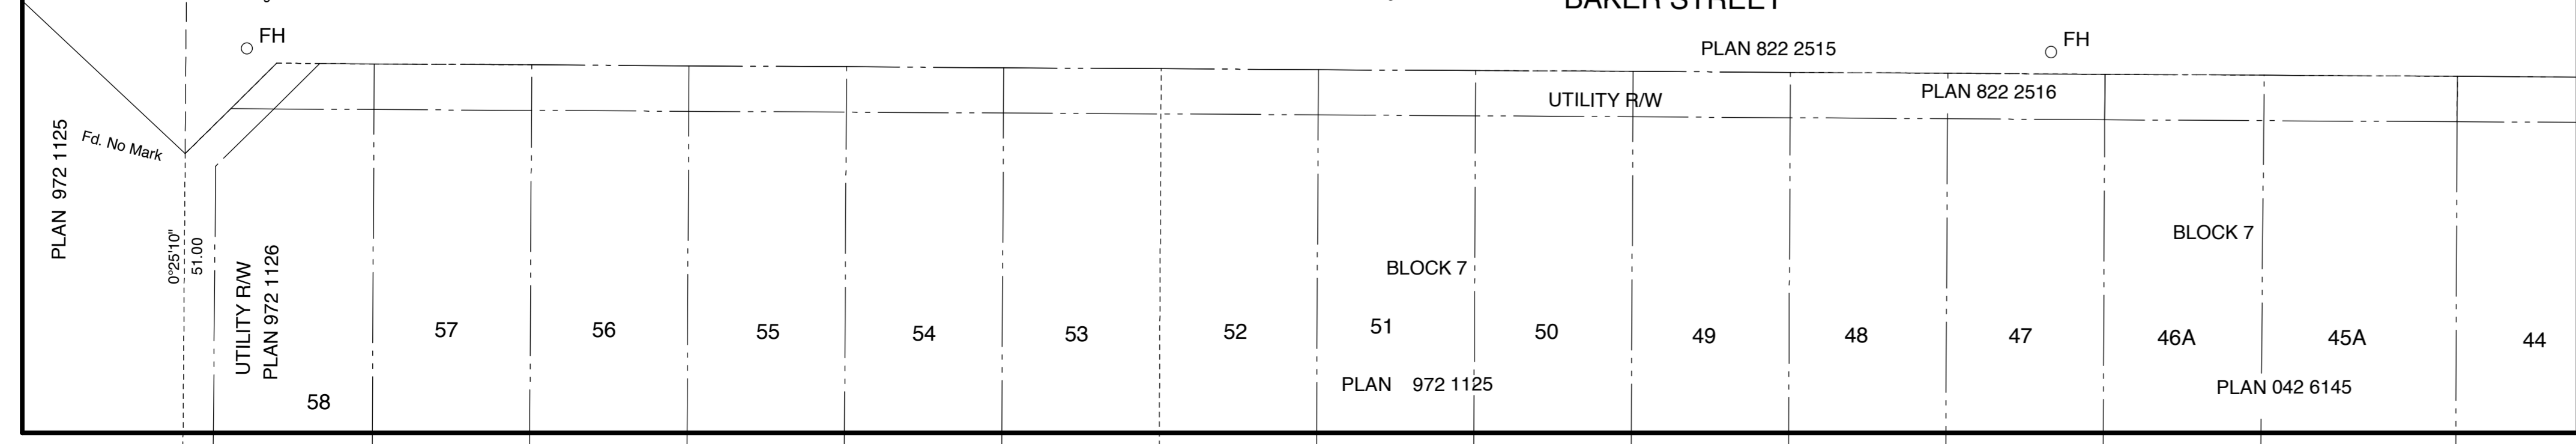 BAKER STREET
FH
FH
PLAN 822 2515
PLAN 822 2516
UTILITY R/W
Fd. No Mark
PLAN 972 1125
0°25'10"
51.00
UTILITY R/W
PLAN 972 1126
BLOCK 7
BLOCK 7
58
57
56
55
54
53
52
51
50
49
48
47
46A
45A
44
PLAN 972 1125
PLAN 042 6145